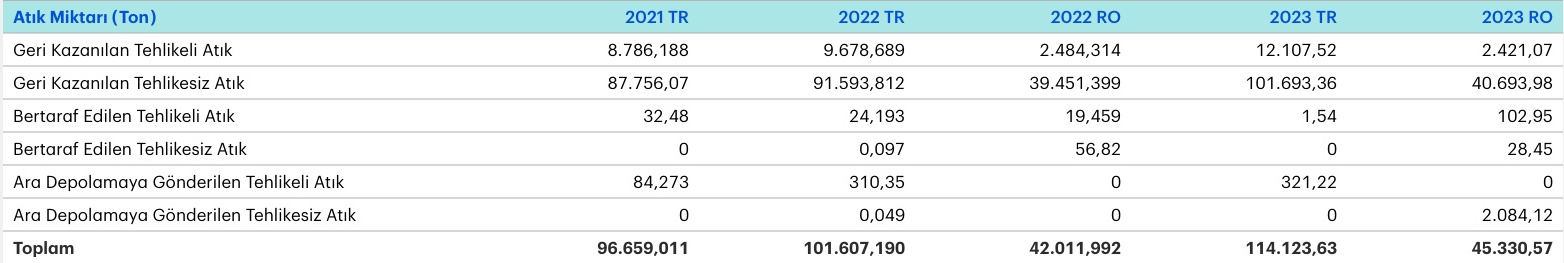 Atık Miktarı (Ton) 2021 TR 2022 TR 2022 RO 2023 TR 2023 RO
Geri Kazanılan Tehlikeli Atık 8.786,188 9.678,689 2.484,314 12.107,52 2.421,07
Geri Kazanılan Tehlikesiz Atık 87.756,07 91.593,812 39.451,399 101.693,36 40.693,98
Bertaraf Edilen Tehlikeli Atık 32,48 24,193 19,459 1,54 102,95
Bertaraf Edilen Tehlikesiz Atık 0 0,097 56,82 0 28,45
Ara Depolamaya Gönderilen Tehlikeli Atık 84,273 310,35 0 321,22 0
Ara Depolamaya Gönderilen Tehlikesiz Atık 0 0,049 0 0 2.084,12
Toplam 96.659,011 101.607,190 42.011,992 114.123,63 45.330,57